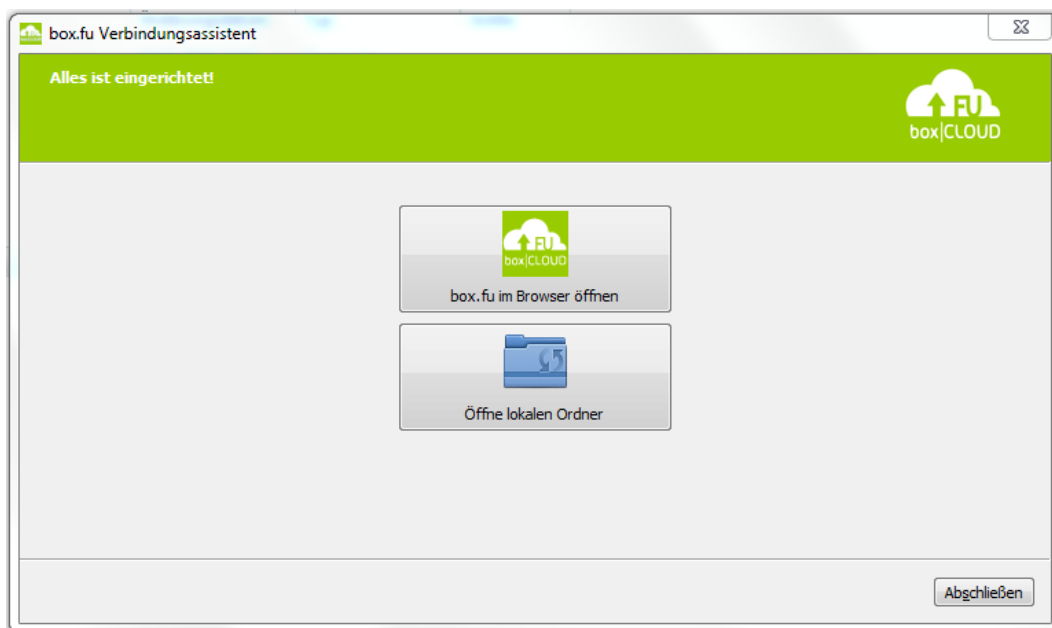 box.fu Verbindungsassistent
Alles ist eingerichtet!
FU
box|CLOUD
FU
box|CLOUD
box.fu im Browser öffnen
Öffne lokalen Ordner
Abschließen